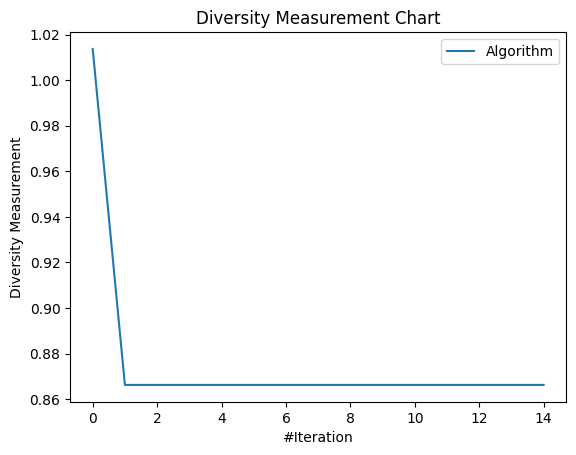 Diversity Measurement Chart
Algorithm
1.02
1.00
0.98
0.96
0.94
0.92
0.90
0.88
0.86
Diversity Measurement
0 2 4 6 8 10 12 14
#Iteration